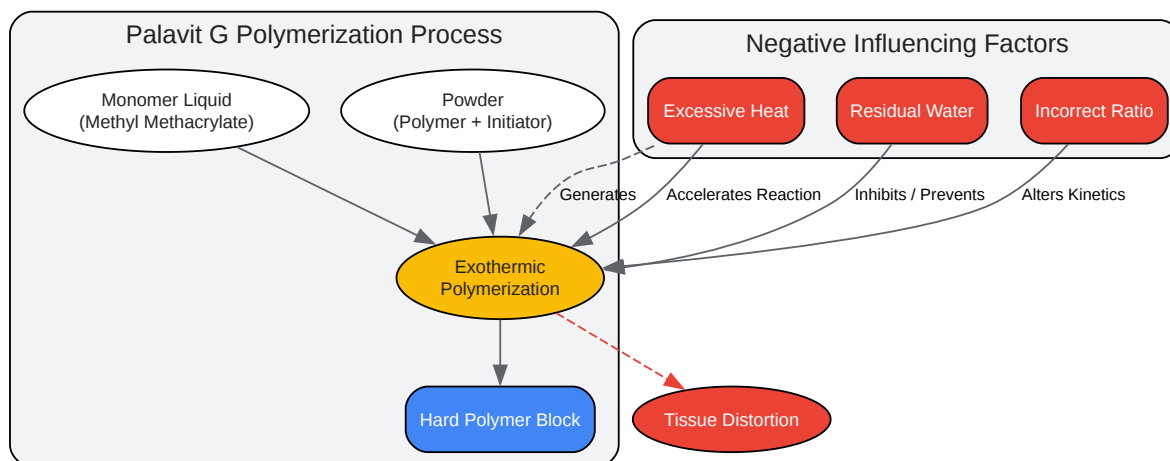 Palavit G Polymerization Process
Negative Influencing Factors
Monomer Liquid
(Methyl Methacrylate)
Powder
(Polymer + Initiator)
Excessive Heat
Residual Water
Incorrect Ratio
Generates
Accelerates Reaction
Inhibits / Prevents
Alters Kinetics
Exothermic
Polymerization
Hard Polymer Block
Tissue Distortion